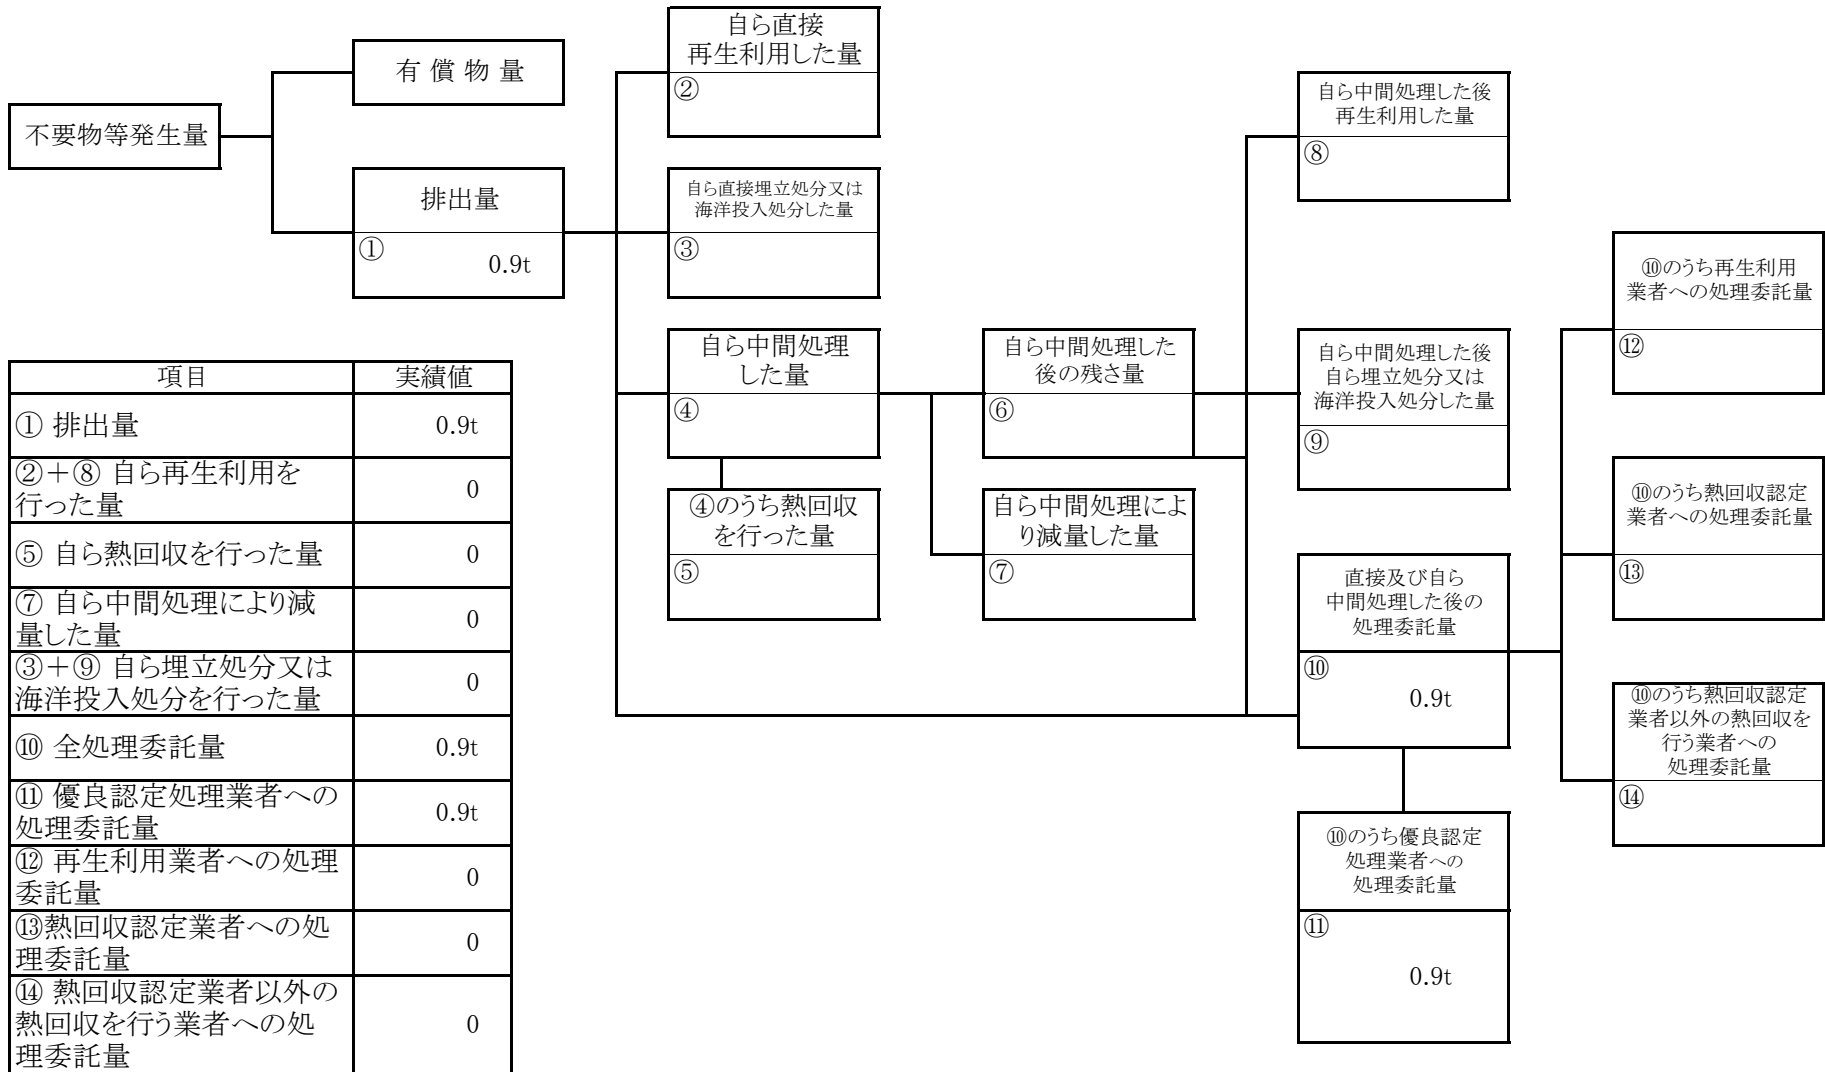 自ら直接
再生利用した量
②
有 償 物 量
自ら中間処理した後
再生利用した量
⑧
不要物等発生量
排出量
①
0.9t
自ら直接埋立処分又は
海洋投入処分した量
③
⑩のうち再生利用
業者への処理委託量
⑫
自ら中間処理
した量
④
自ら中間処理した
後の残さ量
⑥
自ら中間処理した後
自ら埋立処分又は
海洋投入処分した量
⑨
④のうち熱回収
を行った量
⑤
自ら中間処理によ
り減量した量
⑦
⑩のうち熱回収認定
業者への処理委託量
⑬
直接及び自ら
中間処理した後の
処理委託量
⑩
0.9t
⑩のうち熱回収認定
業者以外の熱回収を
行う業者への
処理委託量
⑭
⑩のうち優良認定
処理業者への
処理委託量
⑪
0.9t
項目 実績値
① 排出量 0.9t
②+⑧ 自ら再生利用を
行った量 0
⑤ 自ら熱回収を行った量 0
⑦ 自ら中間処理により減
量した量 0
③+⑨ 自ら埋立処分又は
海洋投入処分を行った量 0
⑩ 全処理委託量 0.9t
⑪ 優良認定処理業者への
処理委託量 0.9t
⑫ 再生利用業者への処理
委託量 0
⑬熱回収認定業者への処
理委託量 0
⑭ 熱回収認定業者以外の
熱回収を行う業者への処
理委託量 0